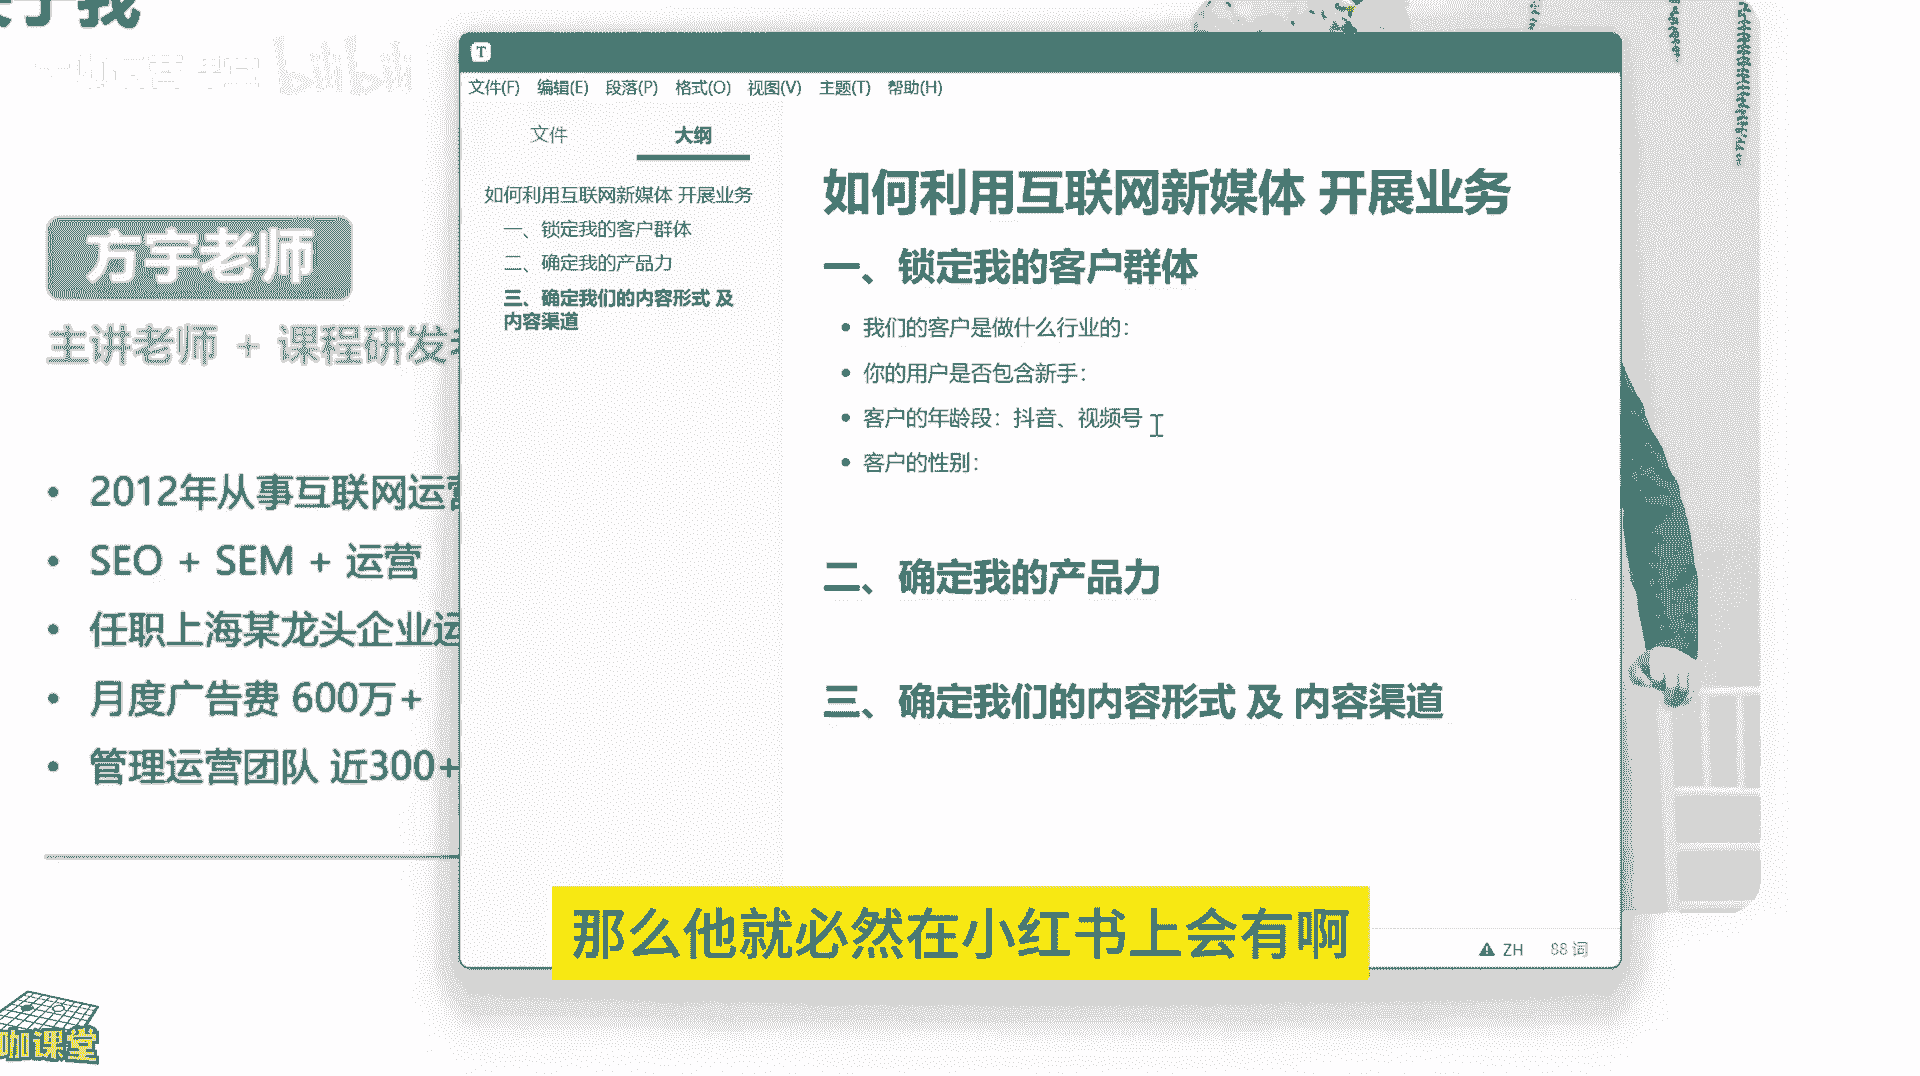 bilibili
方宇老师
主讲老师 + 课程研发
2012年从事互联网运营
SEO + SEM + 运营
任职上海某龙头企业运
月度广告费 600万+
管理运营团队 近300+
咖课堂
T
文件(F) 编辑(E) 段落(P) 格式(O) 视图(V) 主题(T) 帮助(H)
文件 大纲
如何利用互联网新媒体 开展业务
一、锁定我的客户群体
二、确定我的产品力
三、确定我们的内容形式 及
内容渠道
如何利用互联网新媒体 开展业务
一、锁定我的客户群体
我们的客户是做什么行业的：
你的用户是否包含新手：
客户的年龄段：抖音、视频号
客户的性别：
二、确定我的产品力
三、确定我们的内容形式 及 内容渠道
那么他就必然在小红书上会有啊
ZH 88 词